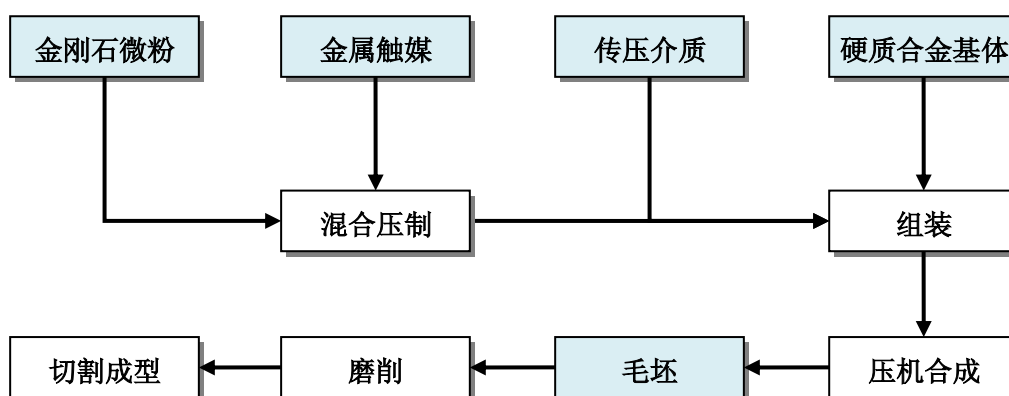 金刚石微粉
金属触媒
传压介质
硬质合金基体
混合压制
组装
切割成型
磨削
毛坯
压机合成